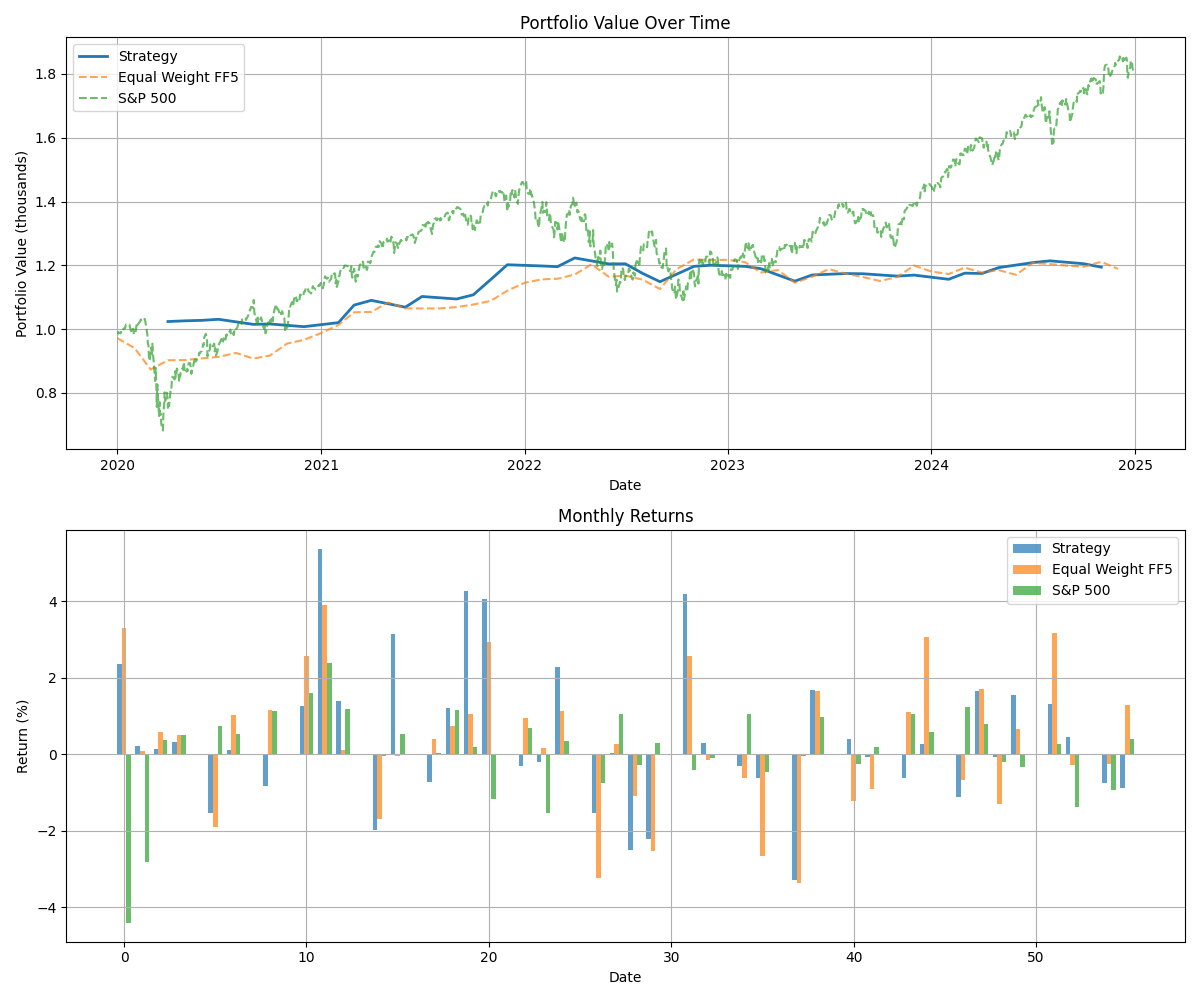 Portfolio Value Over Time
Strategy
Equal Weight FF5
S&P 500
Portfolio Value (thousands)
1.8
1.6
1.4
1.2
1.0
0.8
2020 2021 2022 2023 2024 2025
Date
Monthly Returns
Strategy
Equal Weight FF5
S&P 500
Return (%)
4
2
0
−2
−4
0 10 20 30 40 50
Date